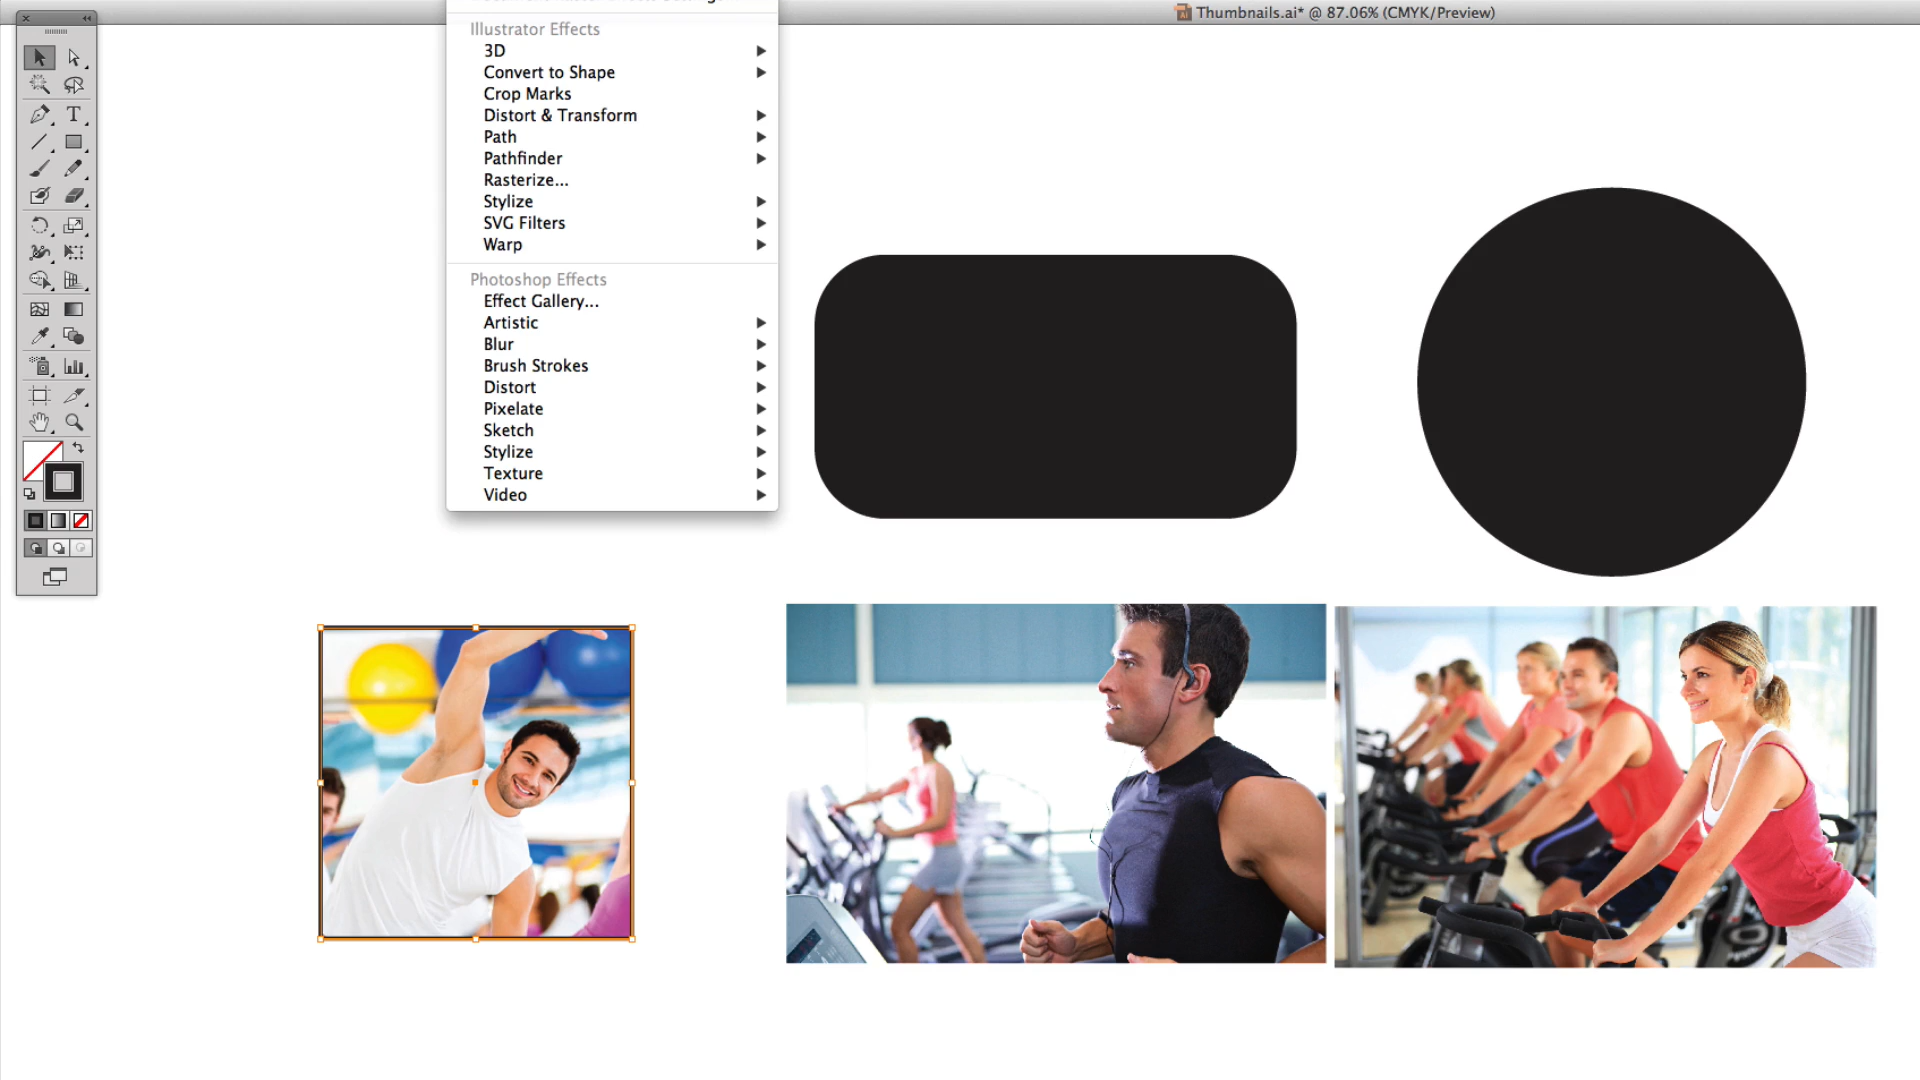 Thumbnails.ai* @ 87.06% (CMYK/Preview)
Illustrator Effects
3D
Convert to Shape
Crop Marks
Distort & Transform
Path
Pathfinder
Rasterize...
Stylize
SVG Filters
Warp
Photoshop Effects
Effect Gallery...
Artistic
Blur
Brush Strokes
Distort
Pixelate
Sketch
Stylize
Texture
Video